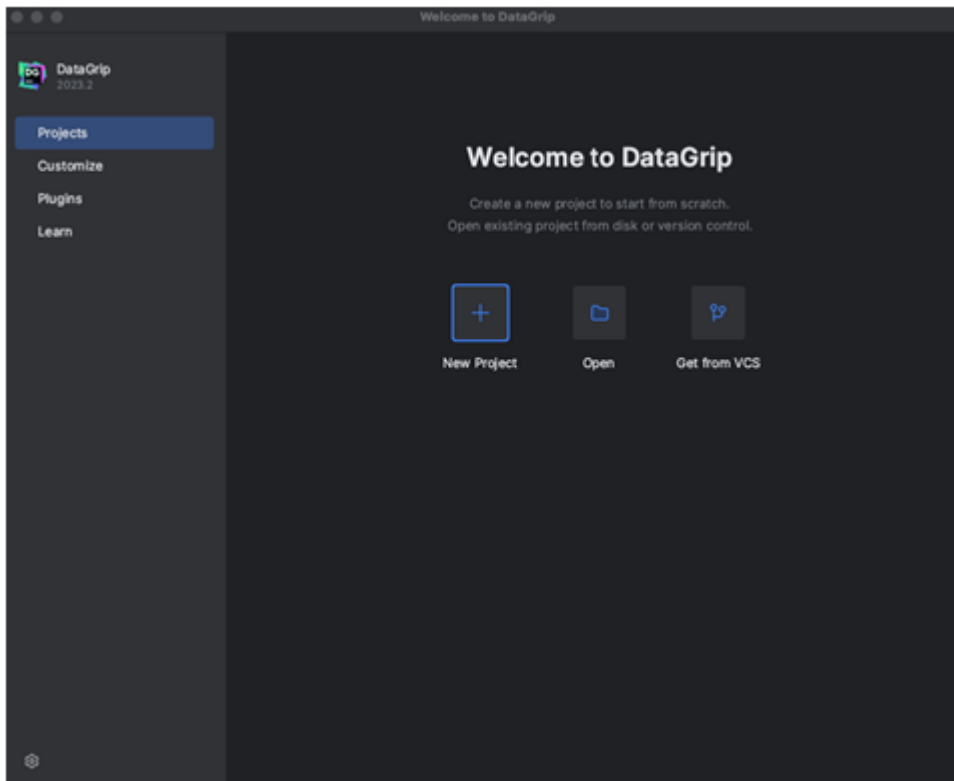 Welcome to DataGrip
DG
DataGrip
2023.2
Projects
Customize
Plugins
Learn
Welcome to DataGrip
Create a new project to start from scratch.
Open existing project from disk or version control.
New Project
Open
Get from VCS